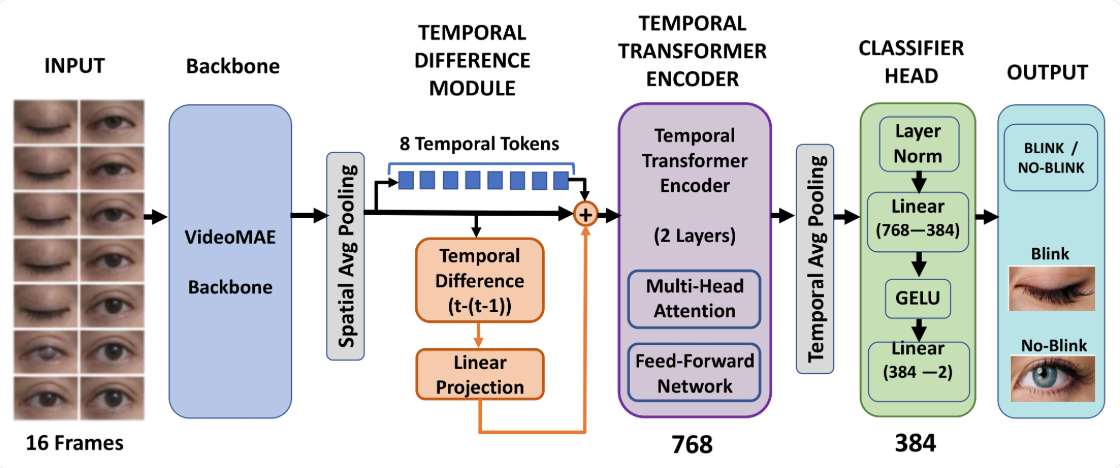 INPUT
16 Frames
Backbone
VideoMAE
Backbone
Spatial Avg Pooling
TEMPORAL
DIFFERENCE
MODULE
8 Temporal Tokens
+
Temporal
Difference
(t-(t-1))
Linear
Projection
TEMPORAL
TRANSFORMER
ENCODER
Temporal
Transformer
Encoder
(2 Layers)
Multi-Head
Attention
Feed-Forward
Network
768
Temporal Avg Pooling
CLASSIFIER
HEAD
Layer
Norm
Linear
(768—384)
GELU
Linear
(384 —2)
384
OUTPUT
BLINK /
NO-BLINK
Blink
No-Blink